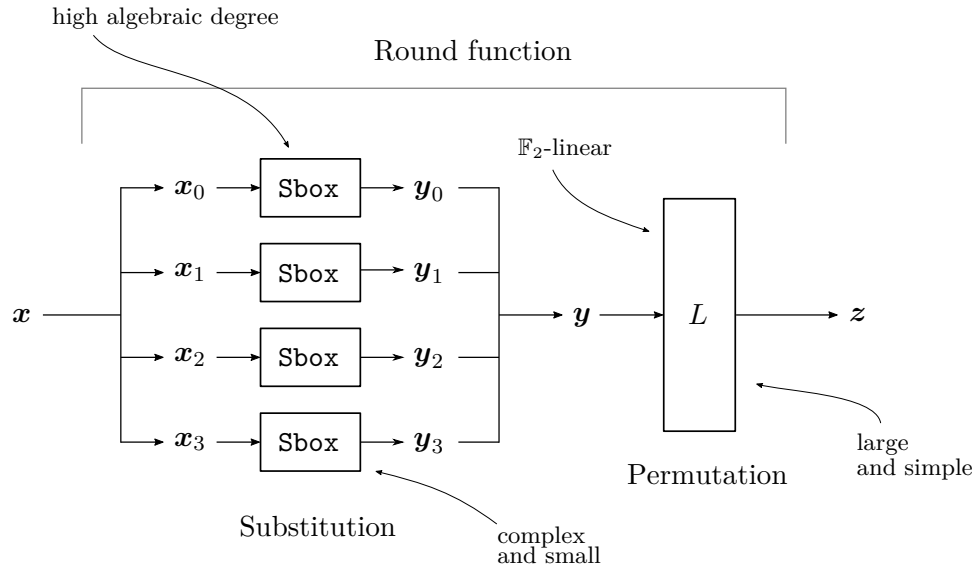 high algebraic degree
Round function
𝔽₂-linear
x₀ Sbox y₀
x₁ Sbox y₁
x y L z
x₂ Sbox y₂
x₃ Sbox y₃
large
and simple
Permutation
Substitution
complex
and small